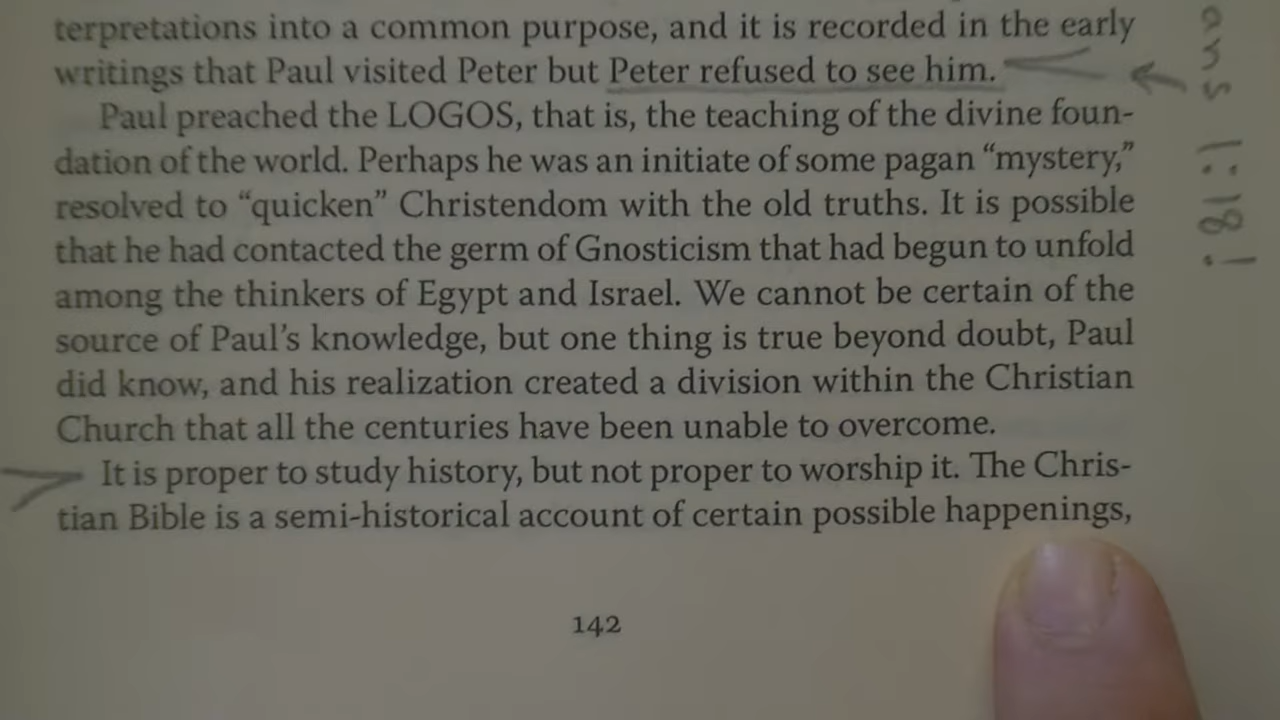 terpretations into a common purpose, and it is recorded in the early
writings that Paul visited Peter but Peter refused to see him.
Paul preached the LOGOS, that is, the teaching of the divine foun-
dation of the world. Perhaps he was an initiate of some pagan “mystery,”
resolved to “quicken” Christendom with the old truths. It is possible
that he had contacted the germ of Gnosticism that had begun to unfold
among the thinkers of Egypt and Israel. We cannot be certain of the
source of Paul’s knowledge, but one thing is true beyond doubt, Paul
did know, and his realization created a division within the Christian
Church that all the centuries have been unable to overcome.
It is proper to study history, but not proper to worship it. The Chris-
tian Bible is a semi-historical account of certain possible happenings,
142
ans 1:18!